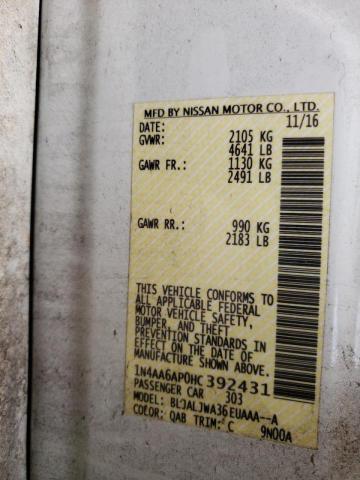 MFD BY NISSAN MOTOR CO., LTD.
DATE: 11/16
GVWR: 2105 KG
4641 LB
GAWR FR.: 1130 KG
2491 LB
GAWR RR.: 990 KG
2183 LB
THIS VEHICLE CONFORMS TO
ALL APPLICABLE FEDERAL
MOTOR VEHICLE SAFETY,
BUMPER, AND THEFT
PREVENTION STANDARDS IN
EFFECT ON THE DATE OF
MANUFACTURE SHOWN ABOVE.
1N4AA6AP0HC392431
PASSENGER CAR 303
MODEL: BLJALJWA36EUAAA--A
COLOR: QAB TRIM: C 9N00A